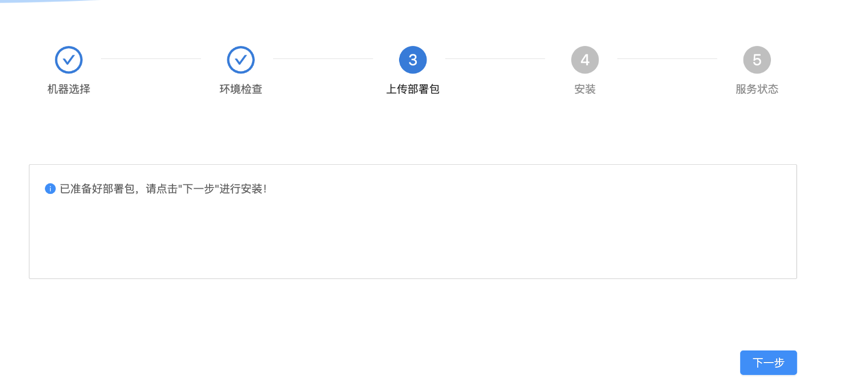 3
4
5
机器选择
环境检查
上传部署包
安装
服务状态
已准备好部署包，请点击"下一步"进行安装！
下一步